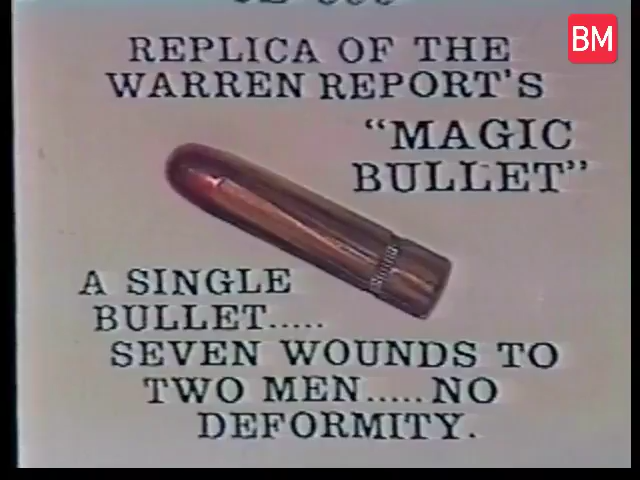 BM
REPLICA OF THE
WARREN REPORT'S
"MAGIC
BULLET"
A SINGLE
BULLET.....
SEVEN WOUNDS TO
TWO MEN.....NO
DEFORMITY.